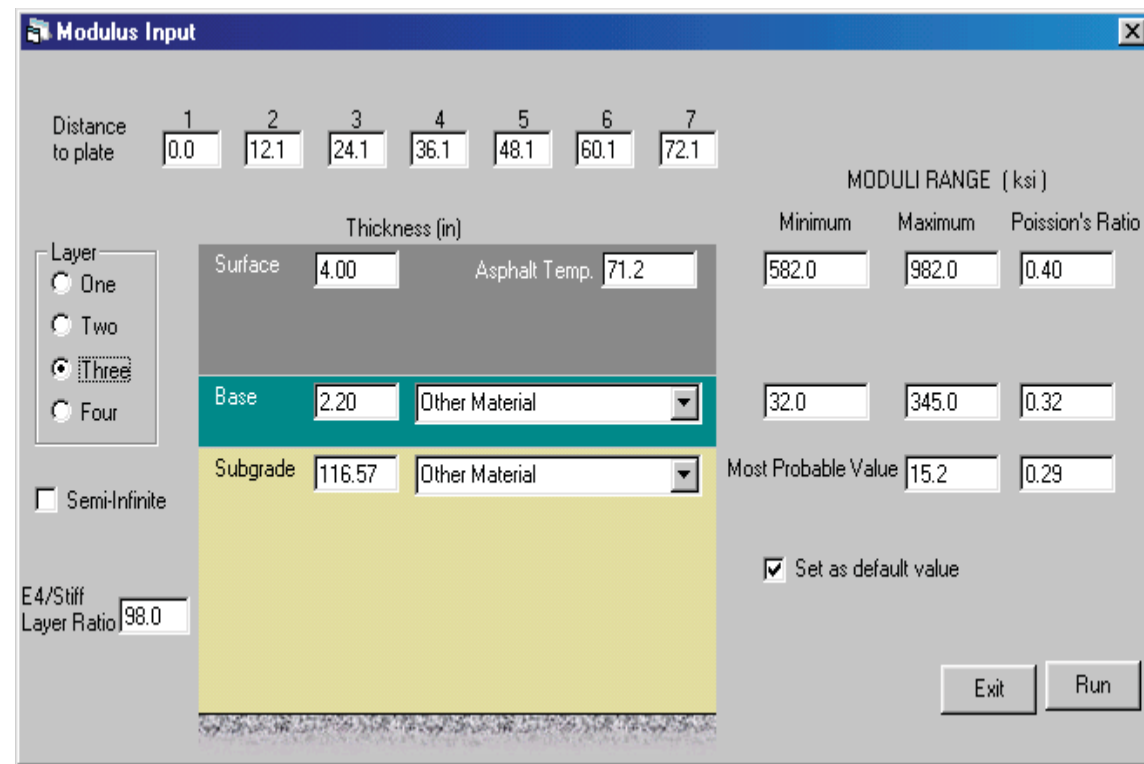 Modulus Input
1 2 3 4 5 6 7
Distance
to plate
0.0 12.1 24.1 36.1 48.1 60.1 72.1
MODULI RANGE ( ksi )
Thickness (in)
Minimum Maximum Poission's Ratio
Layer
One
Two
Three
Four
Surface 4.00 Asphalt Temp. 71.2 582.0 982.0 0.40
Base 2.20 Other Material 32.0 345.0 0.32
Subgrade 116.57 Other Material Most Probable Value 15.2 0.29
Semi-Infinite
Set as default value
E4/Stiff
Layer Ratio 98.0
Exit Run